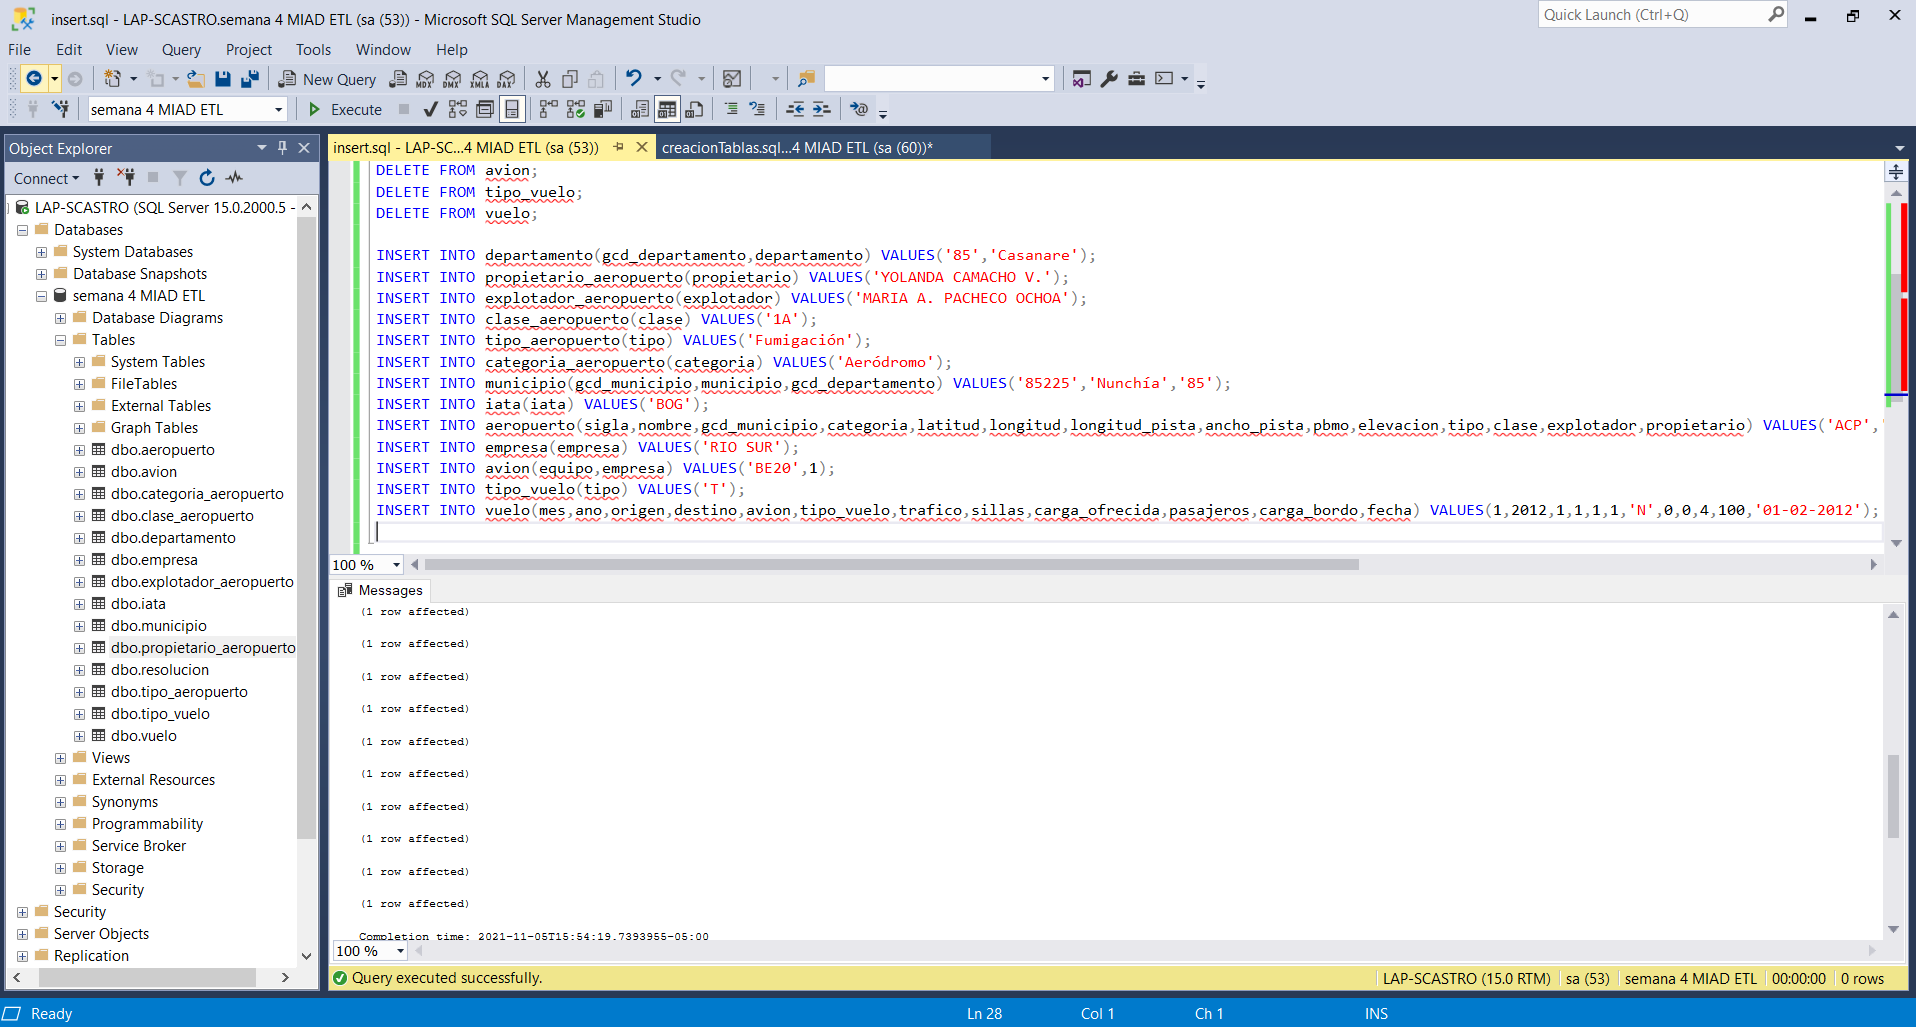 insert.sql - LAP-SCASTRO.semana 4 MIAD ETL (sa (53)) - Microsoft SQL Server Management Studio
Quick Launch (Ctrl+Q)
File Edit View Query Project Tools Window Help
New Query MDX DMX XMLA DAX
semana 4 MIAD ETL Execute
Object Explorer
Connect
LAP-SCASTRO (SQL Server 15.0.2000.5 -
Databases
System Databases
Database Snapshots
semana 4 MIAD ETL
Database Diagrams
Tables
System Tables
FileTables
External Tables
Graph Tables
dbo.aeropuerto
dbo.avion
dbo.categoria_aeropuerto
dbo.clase_aeropuerto
dbo.departamento
dbo.empresa
dbo.explotador_aeropuerto
dbo.iata
dbo.municipio
dbo.propietario_aeropuerto
dbo.resolucion
dbo.tipo_aeropuerto
dbo.tipo_vuelo
dbo.vuelo
Views
External Resources
Synonyms
Programmability
Service Broker
Storage
Security
Security
Server Objects
Replication
insert.sql - LAP-SC...4 MIAD ETL (sa (53)) creacionTablas.sql...4 MIAD ETL (sa (60))*
DELETE FROM avion;
DELETE FROM tipo_vuelo;
DELETE FROM vuelo;
INSERT INTO departamento(gcd_departamento,departamento) VALUES('85','Casanare');
INSERT INTO propietario_aeropuerto(propietario) VALUES('YOLANDA CAMACHO V.');
INSERT INTO explotador_aeropuerto(explotador) VALUES('MARIA A. PACHECO OCHOA');
INSERT INTO clase_aeropuerto(clase) VALUES('1A');
INSERT INTO tipo_aeropuerto(tipo) VALUES('Fumigación');
INSERT INTO categoria_aeropuerto(categoria) VALUES('Aeródromo');
INSERT INTO municipio(gcd_municipio,municipio,gcd_departamento) VALUES('85225','Nunchía','85');
INSERT INTO iata(iata) VALUES('BOG');
INSERT INTO aeropuerto(sigla,nombre,gcd_municipio,categoria,latitud,longitud,longitud_pista,ancho_pista,pbmo,elevacion,tipo,clase,explotador,propietario) VALUES('ACP','
INSERT INTO empresa(empresa) VALUES('RIO SUR');
INSERT INTO avion(equipo,empresa) VALUES('BE20',1);
INSERT INTO tipo_vuelo(tipo) VALUES('T');
INSERT INTO vuelo(mes,ano,origen,destino,avion,tipo_vuelo,trafico,sillas,carga_ofrecida,pasajeros,carga_bordo,fecha) VALUES(1,2012,1,1,1,1,'N',0,0,4,100,'01-02-2012');
100 %
Messages
(1 row affected)
(1 row affected)
(1 row affected)
(1 row affected)
(1 row affected)
(1 row affected)
(1 row affected)
(1 row affected)
(1 row affected)
(1 row affected)
Completion time: 2021-11-05T15:54:19.7393955-05:00
100 %
Query executed successfully. LAP-SCASTRO (15.0 RTM) sa (53) semana 4 MIAD ETL 00:00:00 0 rows
Ready Ln 28 Col 1 Ch 1 INS